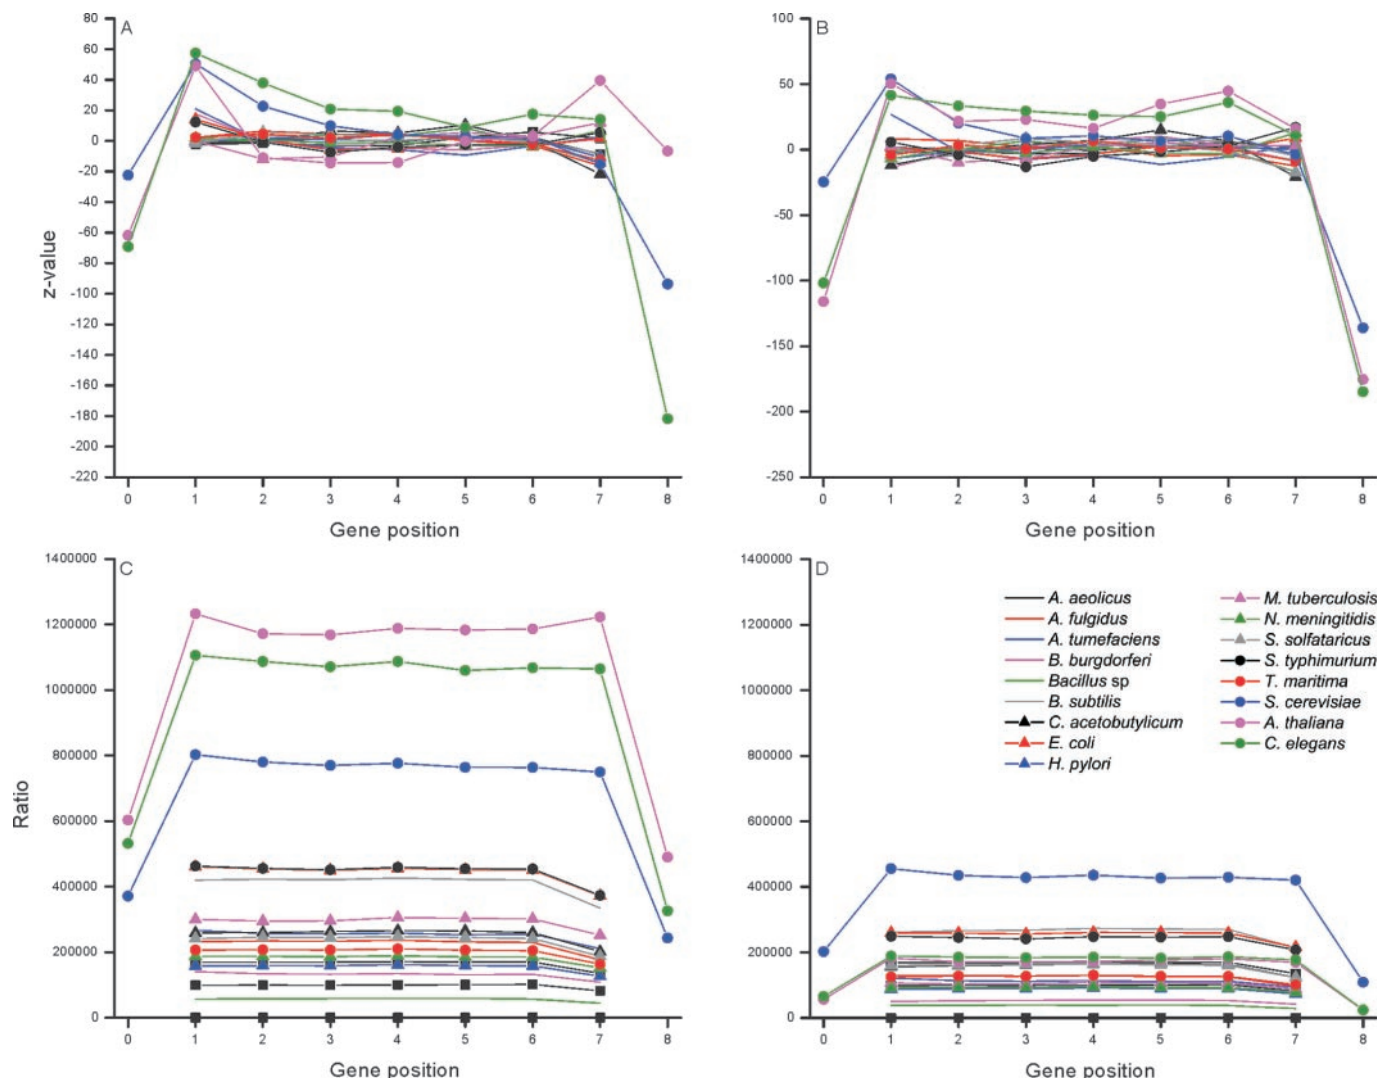 A
80
60
40
20
0
-20
-40
-60
-80
-100
-120
-140
-160
-180
-200
-220
z-value
0 1 2 3 4 5 6 7 8
Gene position
B
100
50
0
-50
-100
-150
-200
-250
0 1 2 3 4 5 6 7 8
Gene position
C
1400000
1200000
1000000
800000
600000
400000
200000
0
Ratio
0 1 2 3 4 5 6 7 8
Gene position
D
1400000
1200000
1000000
800000
600000
400000
200000
0
A. aeolicus
A. fulgidus
A. tumefaciens
B. burgdorferi
Bacillus sp
B. subtilis
C. acetobutylicum
E. coli
H. pylori
M. tuberculosis
N. meningitidis
S. solfataricus
S. typhimurium
T. maritima
S. cerevisiae
A. thaliana
C. elegans
0 1 2 3 4 5 6 7 8
Gene position